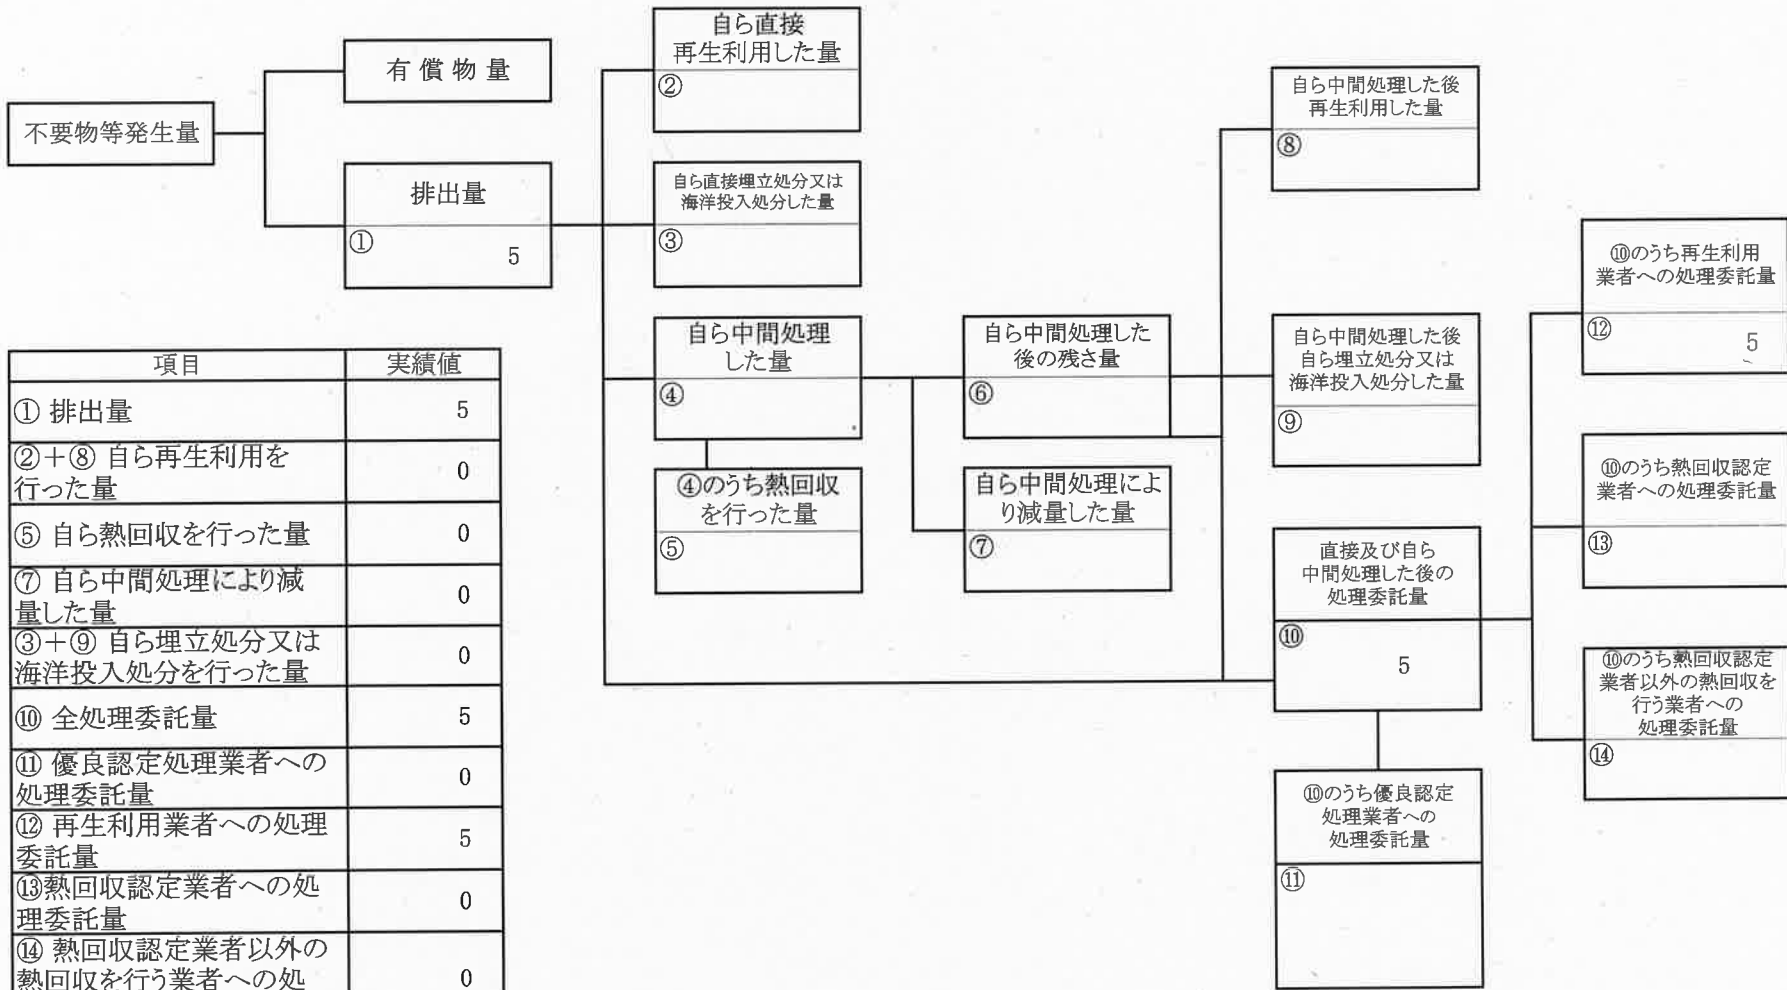 不要物等発生量
有償物量
排出量
①
5
自ら直接
再生利用した量
②
自ら直接埋立処分又は
海洋投入処分した量
③
自ら中間処理
した量
④
④のうち熱回収
を行った量
⑤
自ら中間処理した
後の残さ量
⑥
自ら中間処理によ
り減量した量
⑦
自ら中間処理した後
再生利用した量
⑧
自ら中間処理した後
自ら埋立処分又は
海洋投入処分した量
⑨
直接及び自ら
中間処理した後の
処理委託量
⑩
5
⑩のうち優良認定
処理業者への
処理委託量
⑪
⑩のうち再生利用
業者への処理委託量
⑫
5
⑩のうち熱回収認定
業者への処理委託量
⑬
⑩のうち熱回収認定
業者以外の熱回収を
行う業者への
処理委託量
⑭
項目 実績値
① 排出量 5
②+⑧ 自ら再生利用を
行った量 0
⑤ 自ら熱回収を行った量 0
⑦ 自ら中間処理により減
量した量 0
③+⑨ 自ら埋立処分又は
海洋投入処分を行った量 0
⑩ 全処理委託量 5
⑪ 優良認定処理業者への
処理委託量 0
⑫ 再生利用業者への処理
委託量 5
⑬熱回収認定業者への処
理委託量 0
⑭ 熱回収認定業者以外の
熱回収を行う業者への処 0